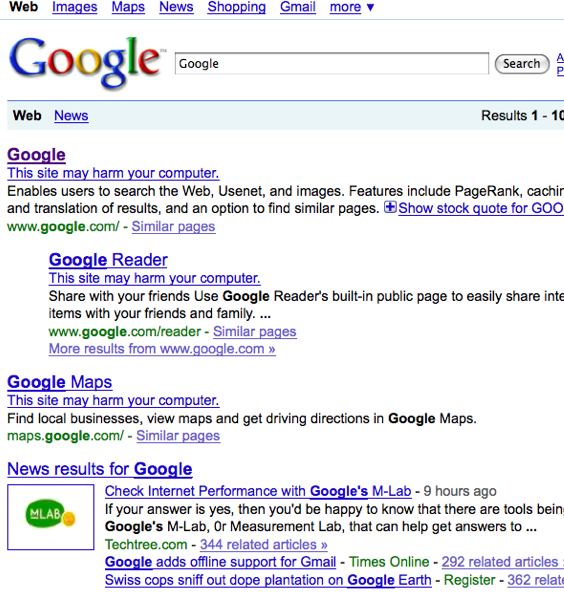 Web Images Maps News Shopping Gmail more ▼
Google™ Google Search
Web News Results 1 - 10
Google
This site may harm your computer.
Enables users to search the Web, Usenet, and images. Features include PageRank,
and translation of results, and an option to find similar pages. Show stock quote for GOO
www.google.com/ - Similar pages
Google Reader
This site may harm your computer.
Share with your friends Use Google Reader's built-in public page to easily share
items with your friends and family. ...
www.google.com/reader - Similar pages
More results from www.google.com »
Google Maps
This site may harm your computer.
Find local businesses, view maps and get driving directions in Google Maps.
maps.google.com/ - Similar pages
News results for Google
MLAB
Check Internet Performance with Google's M-Lab - 9 hours ago
If your answer is yes, then you'd be happy to know that there are tools
Google's M-Lab, 0r Measurement Lab, that can help get answers to ...
Techtree.com - 344 related articles »
Google adds offline support for Gmail - Times Online - 292 related articles
Swiss cops sniff out dope plantation on Google Earth - Register - 362